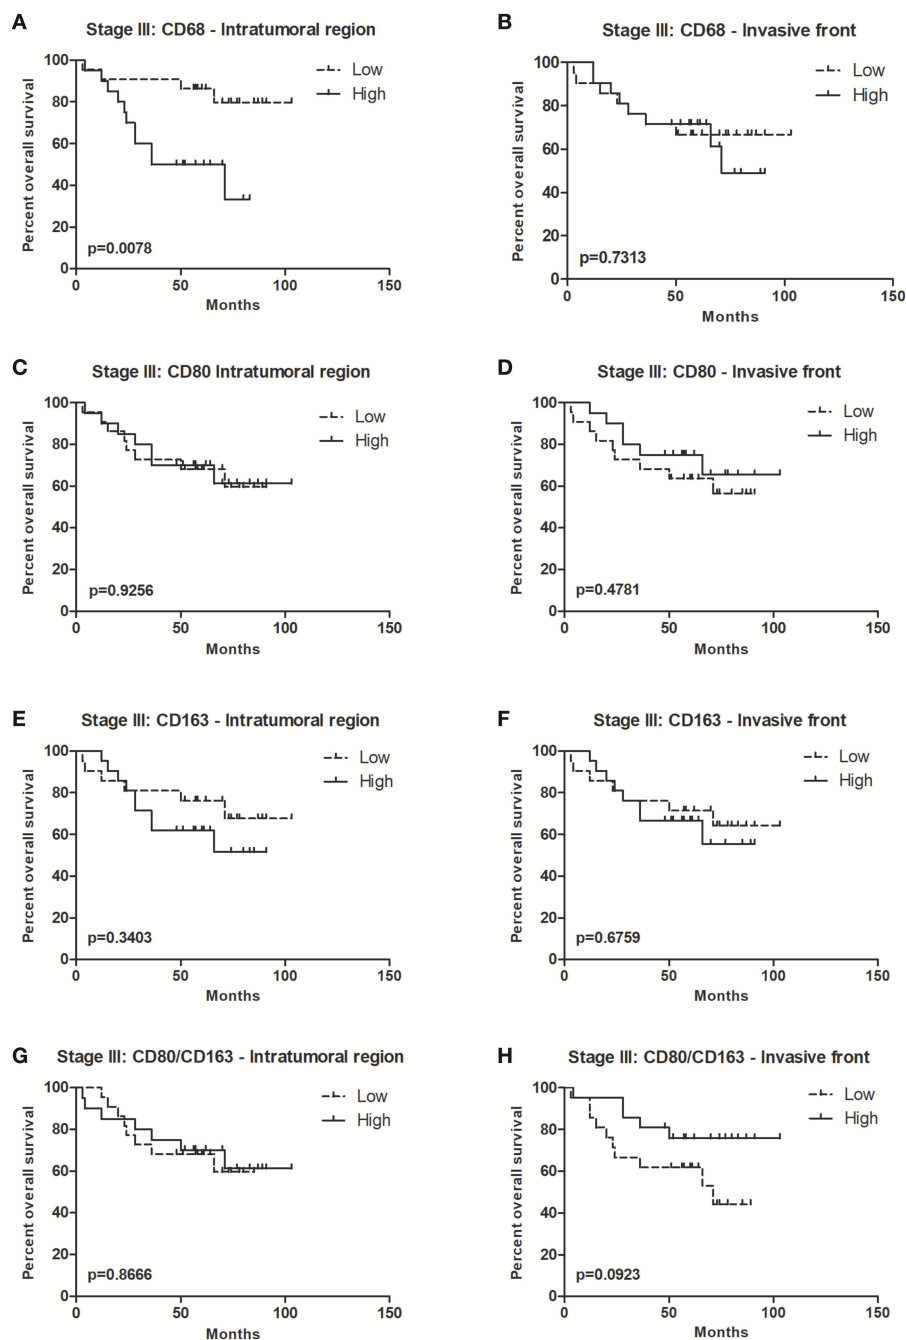 A
Stage III: CD68 - Intratumoral region
Percent overall survival
100
80
60
40
20
0
Low
High
p=0.0078
0 50 100 150
Months
B
Stage III: CD68 - Invasive front
Percent overall survival
100
80
60
40
20
0
Low
High
p=0.7313
0 50 100 150
Months
C
Stage III: CD80 Intratumoral region
Percent overall survival
100
80
60
40
20
0
Low
High
p=0.9256
0 50 100 150
Months
D
Stage III: CD80 - Invasive front
Percent overall survival
100
80
60
40
20
0
Low
High
p=0.4781
0 50 100 150
Months
E
Stage III: CD163 - Intratumoral region
Percent overall survival
100
80
60
40
20
0
Low
High
p=0.3403
0 50 100 150
Months
F
Stage III: CD163 - Invasive front
Percent overall survival
100
80
60
40
20
0
Low
High
p=0.6759
0 50 100 150
Months
G
Stage III: CD80/CD163 - Intratumoral region
Percent overall survival
100
80
60
40
20
0
Low
High
p=0.8666
0 50 100 150
Months
H
Stage III: CD80/CD163 - Invasive front
Percent overall survival
100
80
60
40
20
0
Low
High
p=0.0923
0 50 100 150
Months